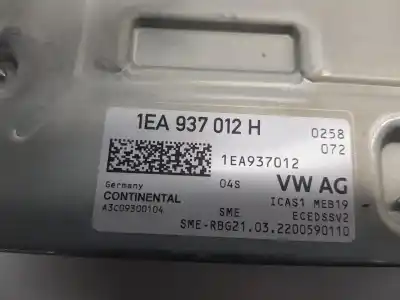 1EA 937 012 H
0258
072
1EA937012
Germany
04S
VW AG
CONTINENTAL
ICAS1 MEB19
A3C09300104
SME
ECEDSSV2
SME-RBG21.03.2200590110